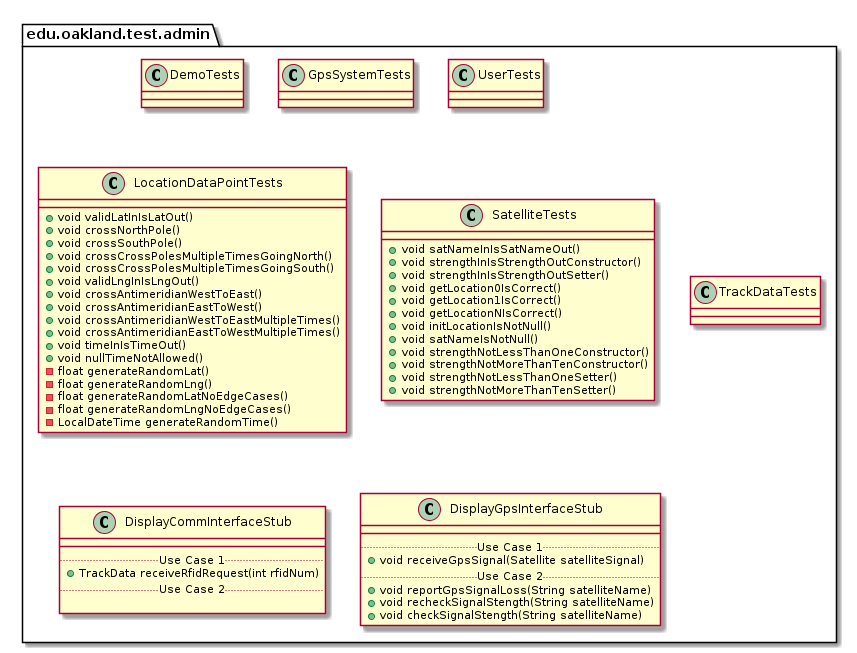 edu.oakland.test.admin
C DemoTests
C GpsSystemTests
C UserTests
C LocationDataPointTests
void validLatInIsLatOut()
void crossNorthPole()
void crossSouthPole()
void crossCrossPolesMultipleTimesGoingNorth()
void crossCrossPolesMultipleTimesGoingSouth()
void validLngInIsLngOut()
void crossAntimeridianWestToEast()
void crossAntimeridianEastToWest()
void crossAntimeridianWestToEastMultipleTimes()
void crossAntimeridianEastToWestMultipleTimes()
void timeInIsTimeOut()
void nullTimeNotAllowed()
float generateRandomLat()
float generateRandomLng()
float generateRandomLatNoEdgeCases()
float generateRandomLngNoEdgeCases()
LocalDateTime generateRandomTime()
C SatelliteTests
void satNameInIsSatNameOut()
void strengthInIsStrengthOutConstructor()
void strengthInIsStrengthOutSetter()
void getLocation0IsCorrect()
void getLocation1IsCorrect()
void getLocationNIsCorrect()
void initLocationIsNotNull()
void satNameIsNotNull()
void strengthNotLessThanOneConstructor()
void strengthNotMoreThanTenConstructor()
void strengthNotLessThanOneSetter()
void strengthNotMoreThanTenSetter()
C TrackDataTests
C DisplayCommInterfaceStub
Use Case 1
TrackData receiveRfidRequest(int rfidNum)
Use Case 2
C DisplayGpsInterfaceStub
Use Case 1
void receiveGpsSignal(Satellite satelliteSignal)
Use Case 2
void reportGpsSignalLoss(String satelliteName)
void recheckSignalStength(String satelliteName)
void checkSignalStength(String satelliteName)